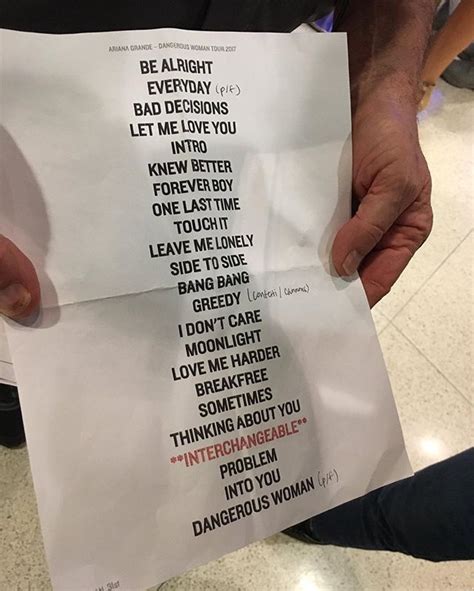 ARIANA GRANDE - DANGEROUS WOMAN TOUR 2017
BE ALRIGHT
EVERYDAY (p/t)
BAD DECISIONS
LET ME LOVE YOU
INTRO
KNEW BETTER
FOREVER BOY
ONE LAST TIME
TOUCH IT
LEAVE ME LONELY
SIDE TO SIDE
BANG BANG
GREEDY (confetti / cannons)
I DON'T CARE
MOONLIGHT
LOVE ME HARDER
BREAKFREE
SOMETIMES
THINKING ABOUT YOU
**INTERCHANGEABLE**
PROBLEM
INTO YOU
DANGEROUS WOMAN (p/t)